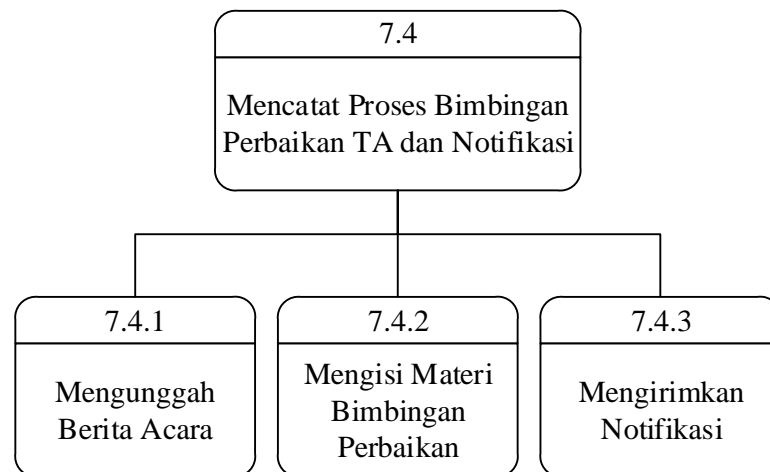 7.4
Mencatat Proses Bimbingan
Perbaikan TA dan Notifikasi
7.4.1
Mengunggah
Berita Acara
7.4.2
Mengisi Materi
Bimbingan
Perbaikan
7.4.3
Mengirimkan
Notifikasi